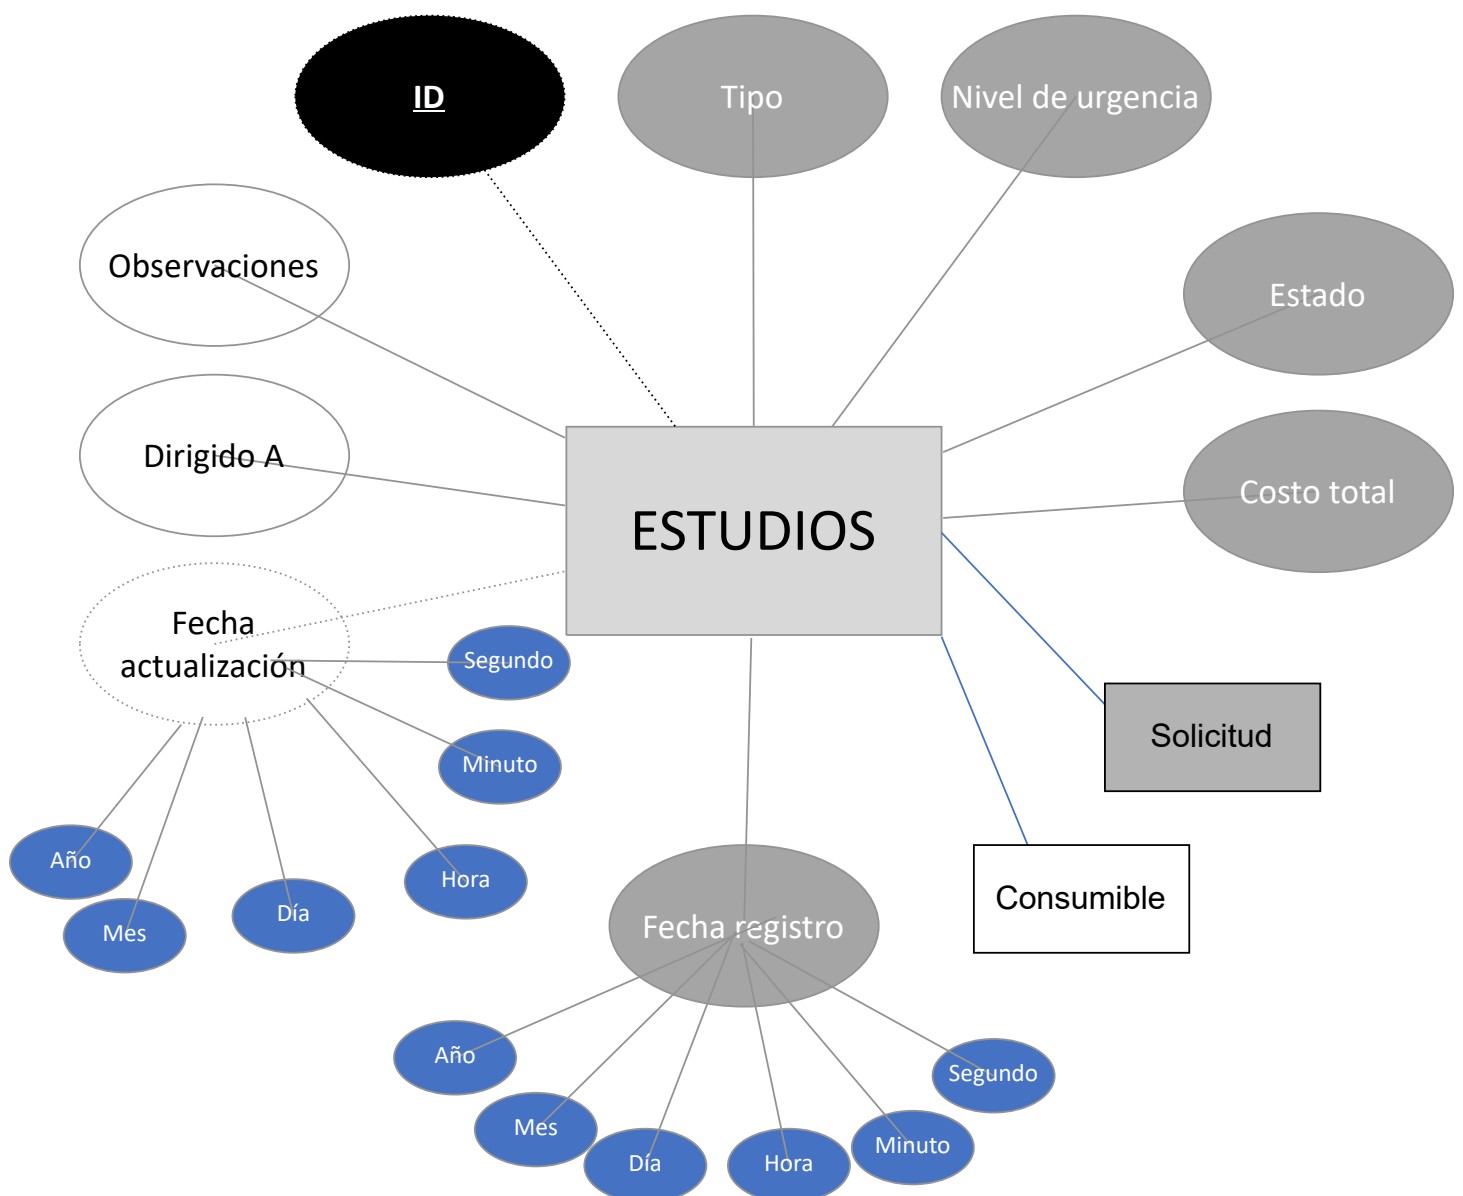 ID
Tipo
Nivel de urgencia
Observaciones
Estado
Dirigido A
Costo total
ESTUDIOS
Fecha
actualización
Segundo
Minuto
Solicitud
Año
Hora
Mes
Día
Consumible
Fecha registro
Año
Segundo
Mes
Minuto
Día
Hora